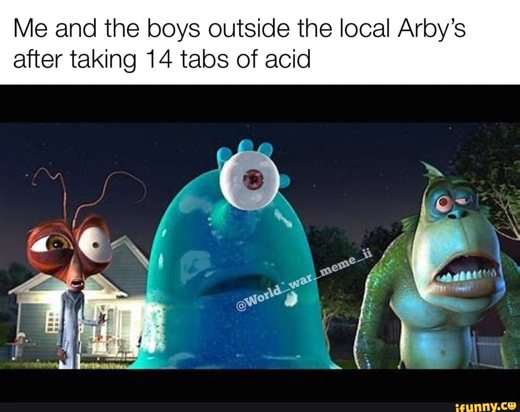 Me and the boys outside the local Arby’s
after taking 14 tabs of acid
@World_war_meme_ii
ifunny.co